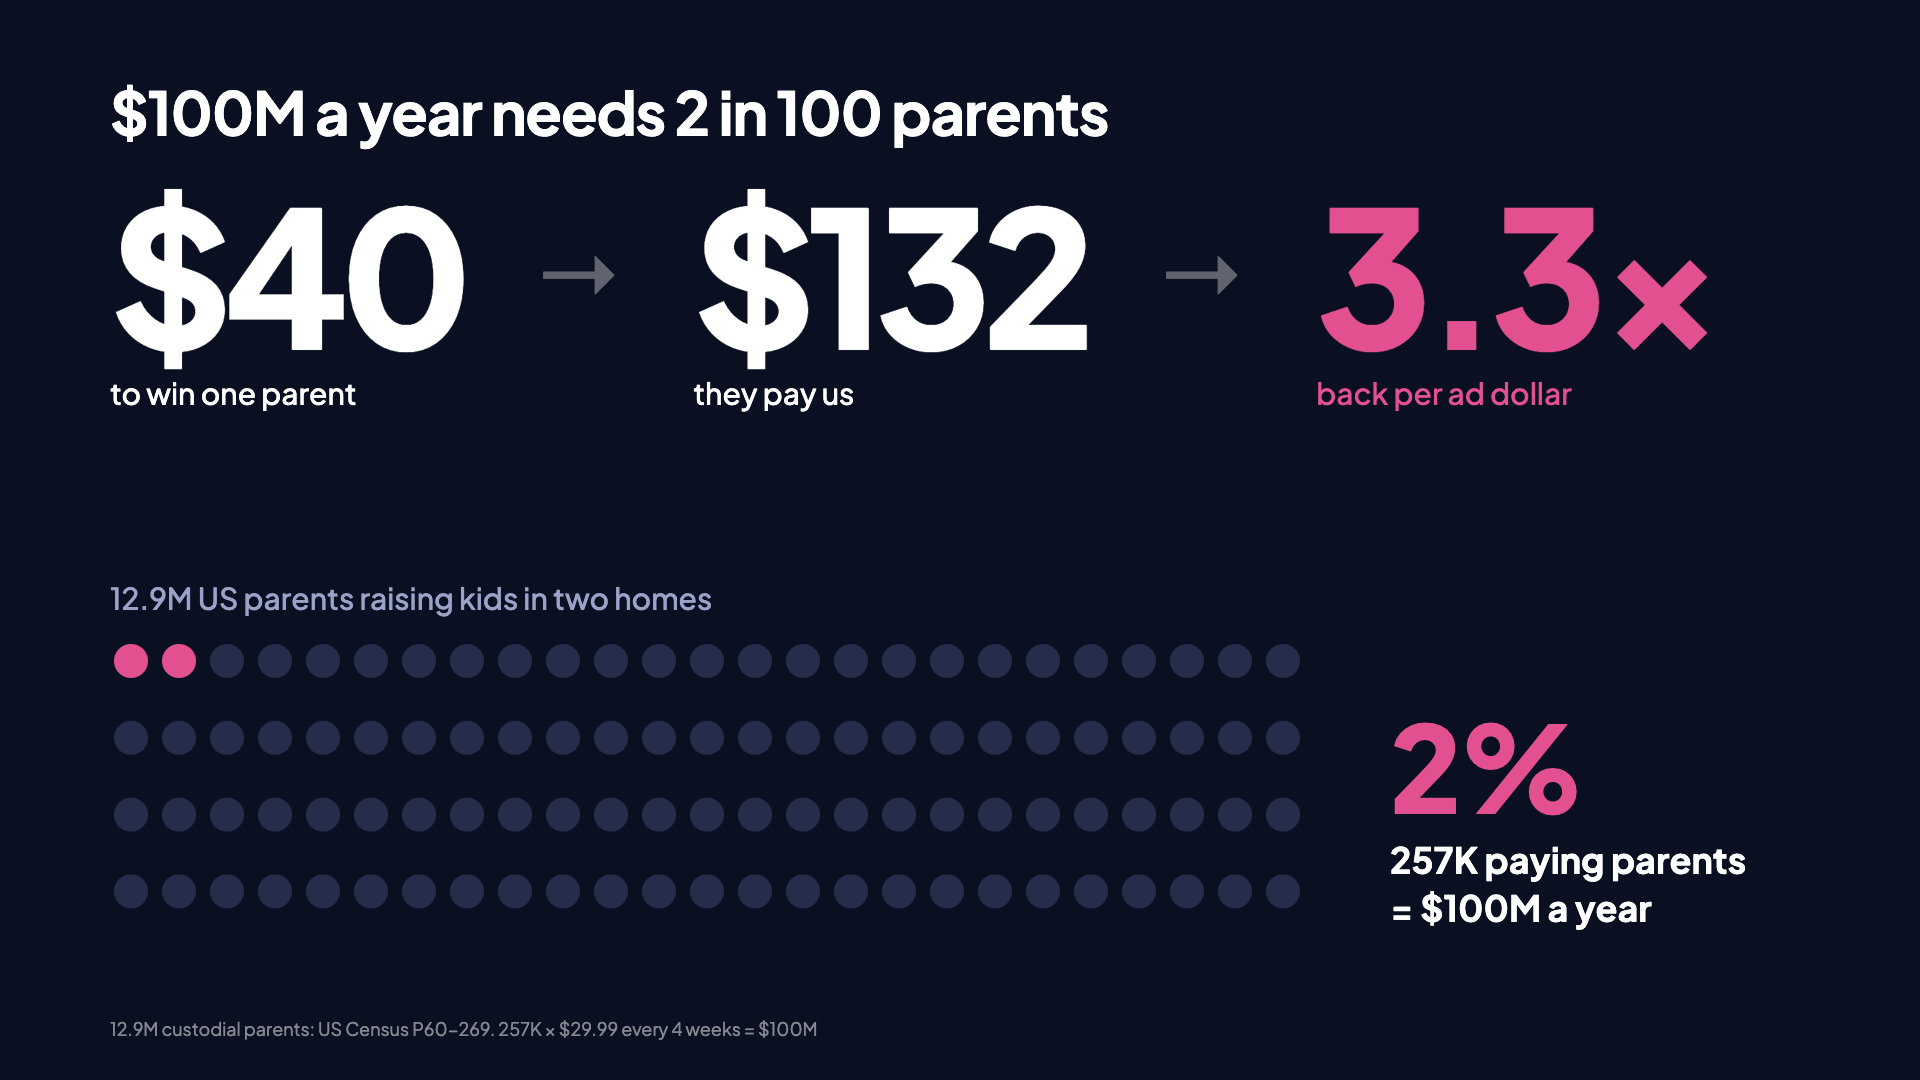 $100M a year needs 2 in 100 parents
$40 → $132 → 3.3×
to win one parent
they pay us
back per ad dollar
12.9M US parents raising kids in two homes
2%
257K paying parents
= $100M a year
12.9M custodial parents: US Census P60–269. 257K × $29.99 every 4 weeks = $100M